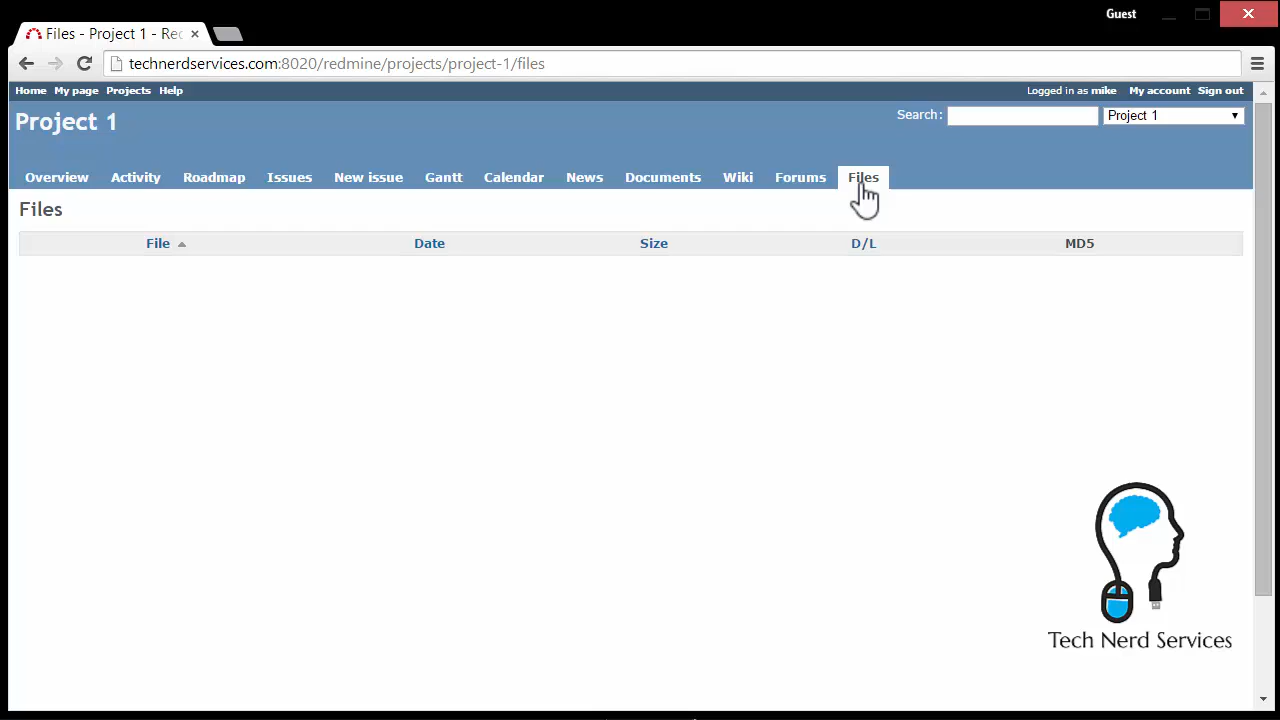 Guest
Files - Project 1 - Rec
technerdservices.com:8020/redmine/projects/project-1/files
Home My page Projects Help
Logged in as mike My account Sign out
Project 1
Search: Project 1
Overview Activity Roadmap Issues New issue Gantt Calendar News Documents Wiki Forums Files
Files
File Date Size D/L MD5
Tech Nerd Services